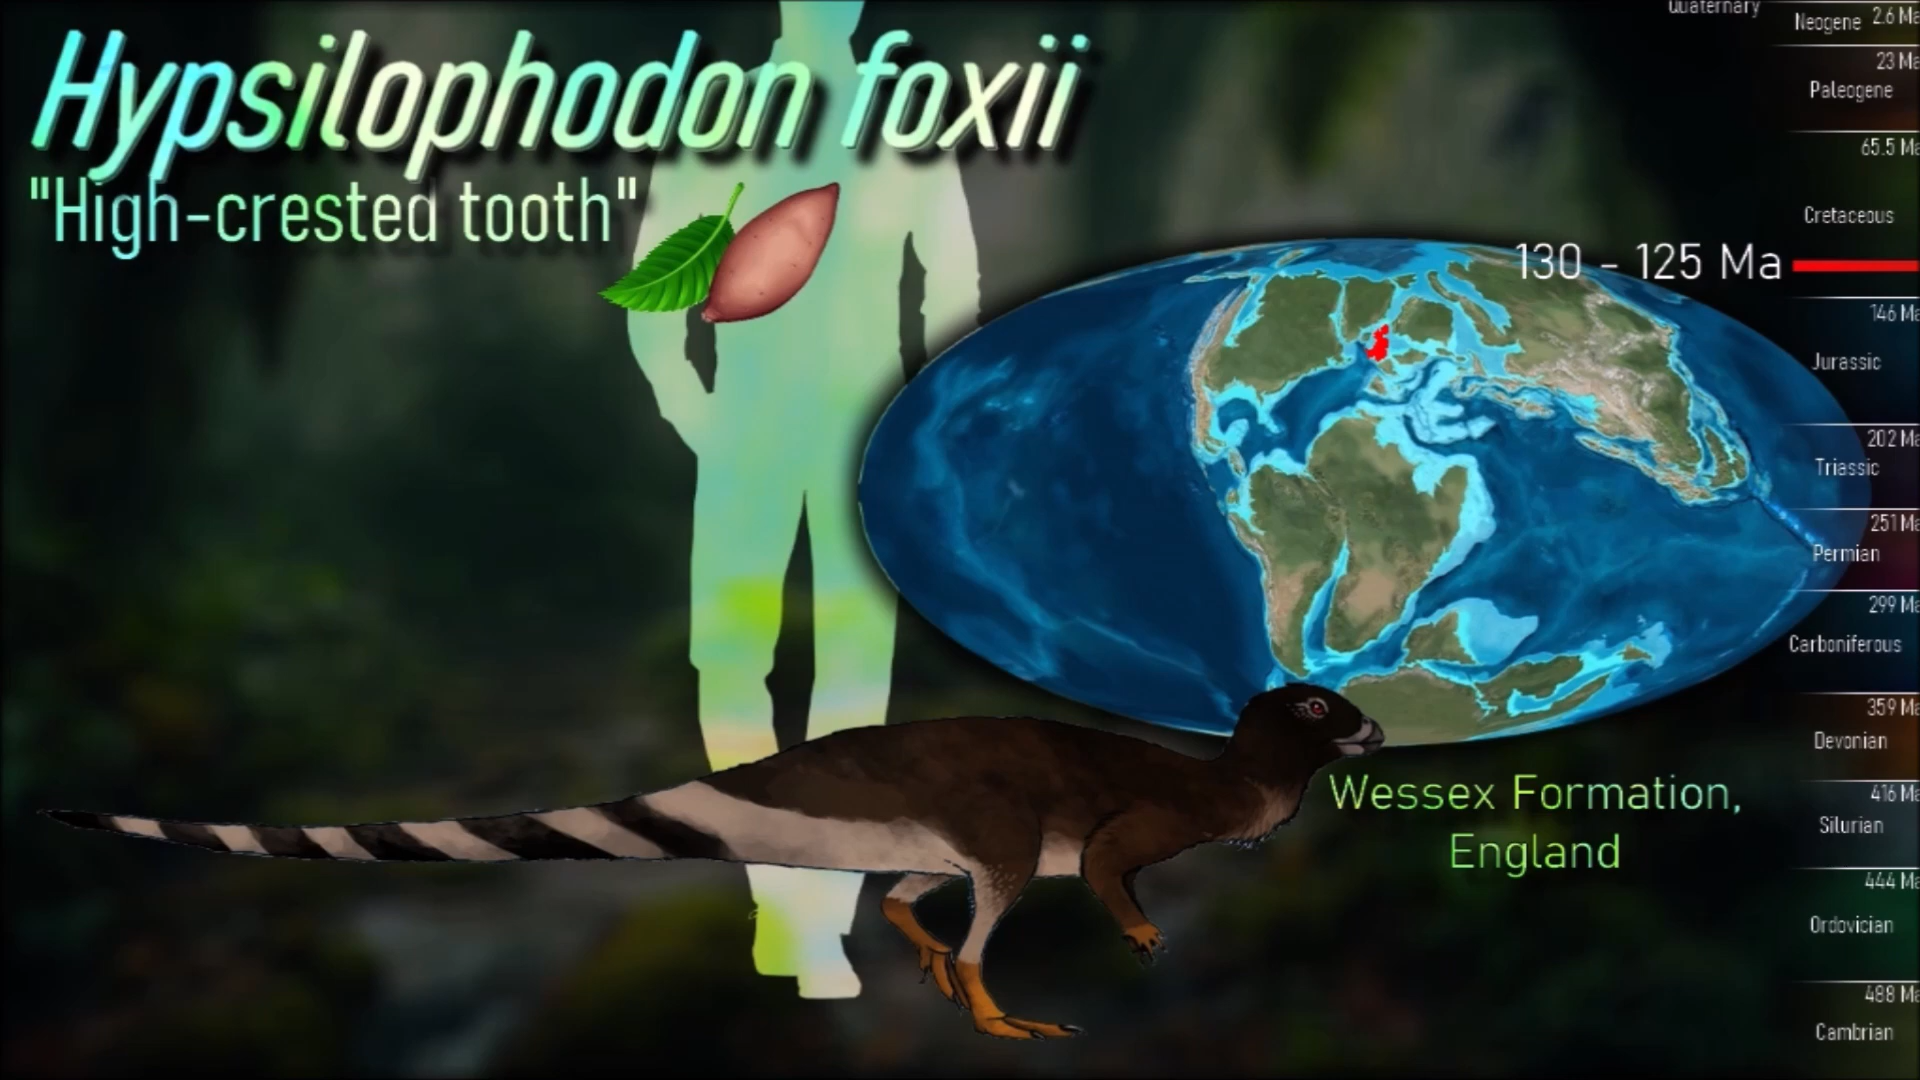 Hypsilophodon foxii
"High-crested tooth"
130 - 125 Ma
Wessex Formation,
England
Quaternary
2.6 Ma
Neogene
23 Ma
Paleogene
65.5 Ma
Cretaceous
146 Ma
Jurassic
202 Ma
Triassic
251 Ma
Permian
299 Ma
Carboniferous
359 Ma
Devonian
416 Ma
Silurian
444 Ma
Ordovician
488 Ma
Cambrian